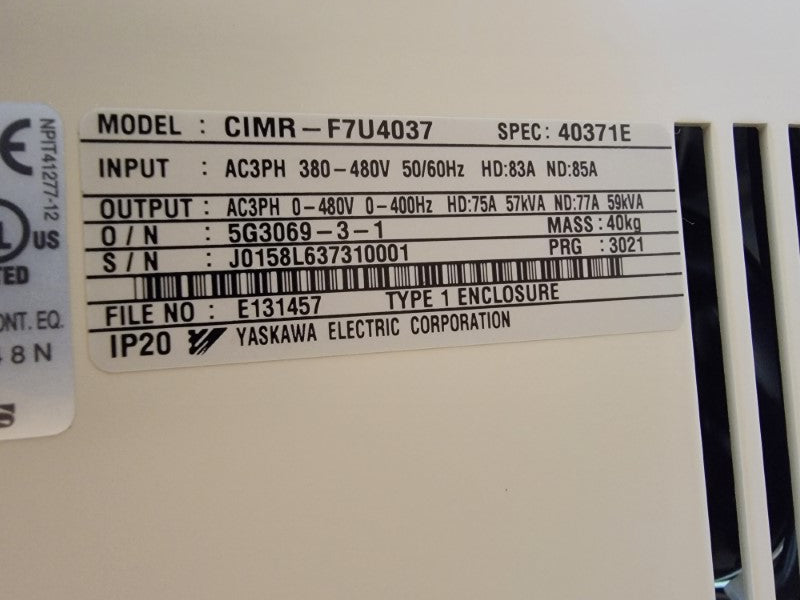 MODEL : CIMR-F7U4037 SPEC: 40371E
INPUT : AC3PH 380-480V 50/60Hz HD:83A ND:85A
OUTPUT : AC3PH 0-480V 0-400Hz HD:75A 57kVA ND:77A 59kVA
O / N : 5G3069-3-1 MASS : 40kg
S / N : J0158L637310001 PRG : 3021
FILE NO : E131457 TYPE 1 ENCLOSURE
IP20 YASKAWA ELECTRIC CORPORATION
NPIT41277-12
US
ONT. EQ.
8 N